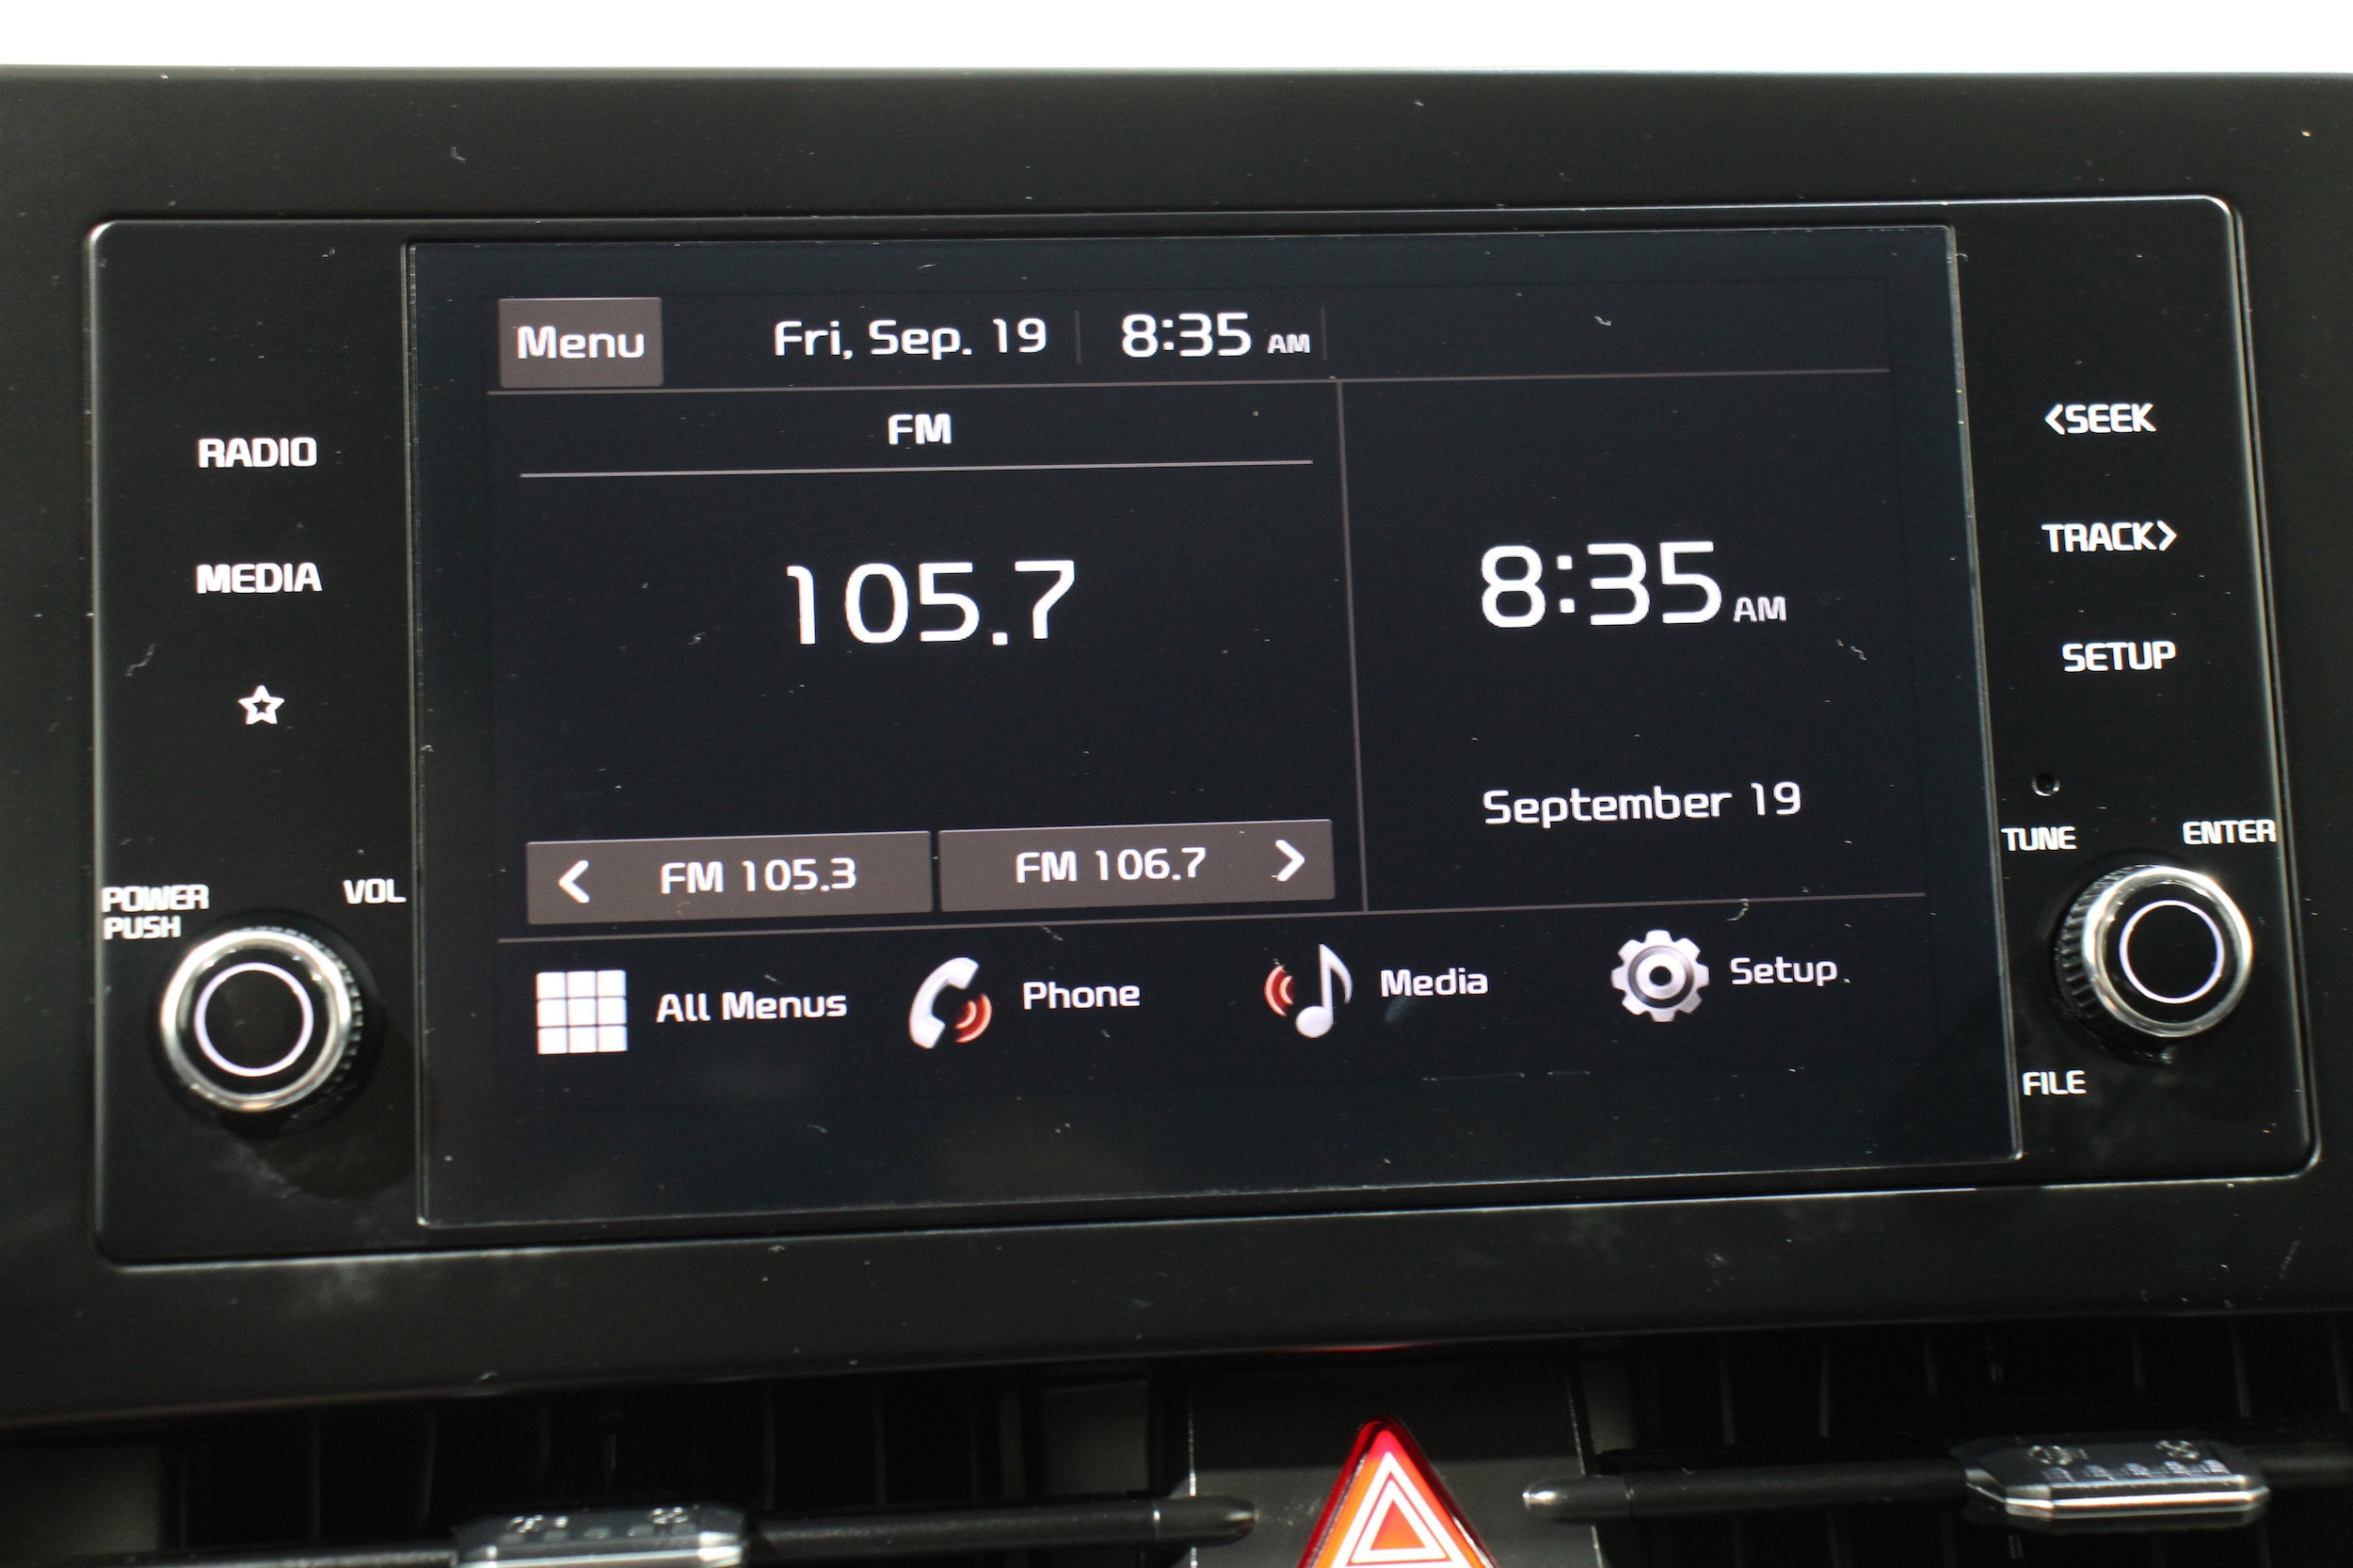 Menu Fri, Sep. 19 8:35 AM
FM
105.7
FM 105.3 FM 106.7
8:35 AM
September 19
All Menus Phone Media Setup
RADIO
MEDIA
POWER PUSH
VOL
<SEEK
TRACK>
SETUP
TUNE
ENTER
FILE